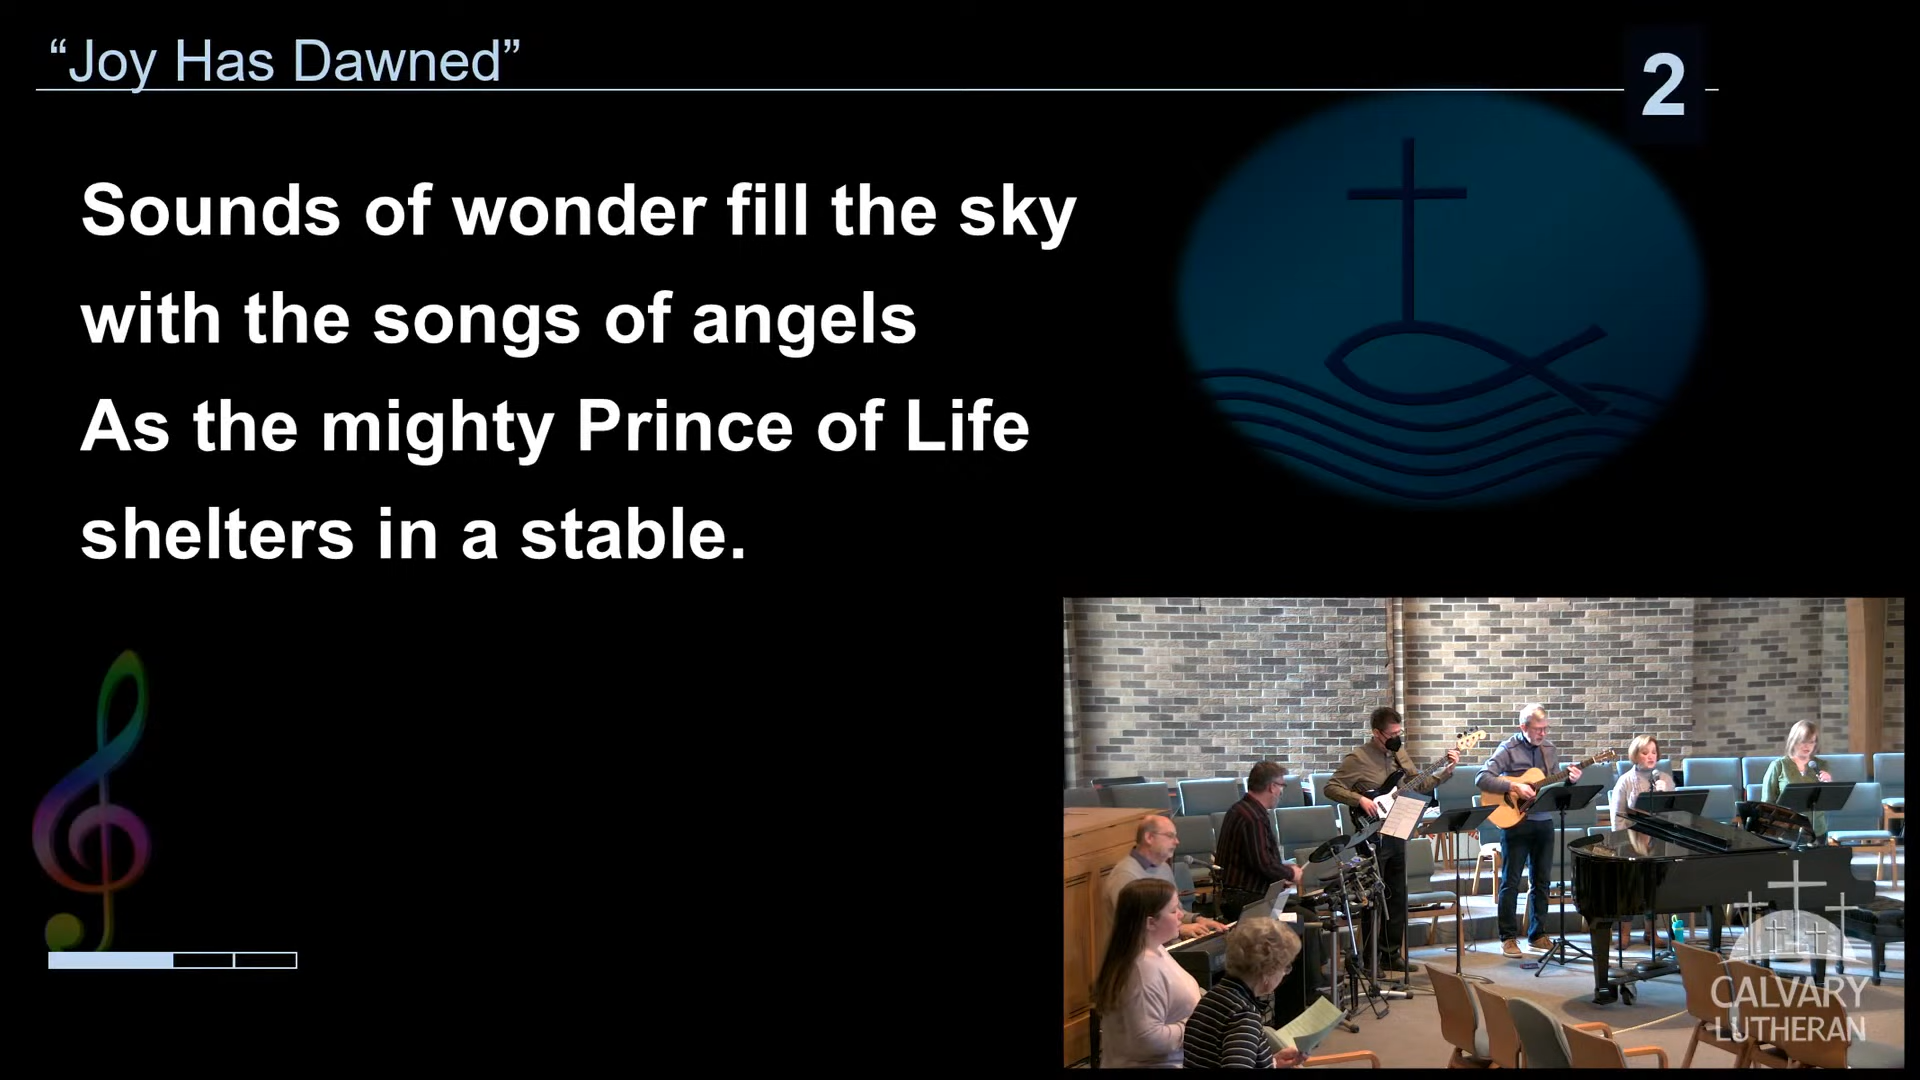 “Joy Has Dawned”
2
Sounds of wonder fill the sky
with the songs of angels
As the mighty Prince of Life
shelters in a stable.
CALVARY
LUTHERAN